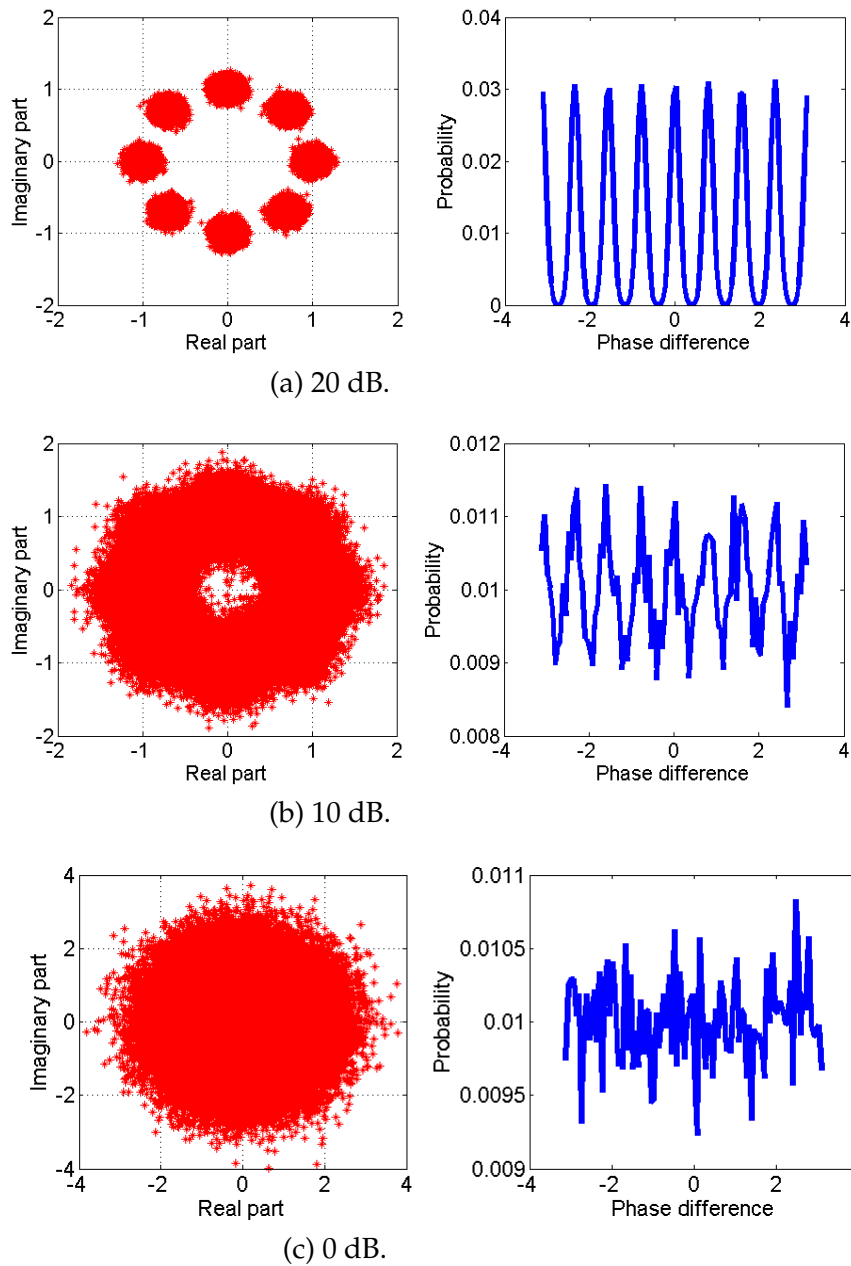 2
1
0
-1
-2
-2 -1 0 1 2
Imaginary part
Real part
0.04
0.03
0.02
0.01
0
-4 -2 0 2 4
Probability
Phase difference
(a) 20 dB.
2
1
0
-1
-2
-2 -1 0 1 2
Imaginary part
Real part
0.012
0.011
0.01
0.009
0.008
-4 -2 0 2 4
Probability
Phase difference
(b) 10 dB.
4
2
0
-2
-4
-4 -2 0 2 4
Imaginary part
Real part
0.011
0.0105
0.01
0.0095
0.009
-4 -2 0 2
Probability
Phase difference
(c) 0 dB.